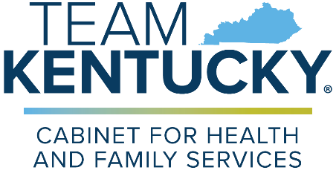 TEAM
KENTUCKY®
CABINET FOR HEALTH
AND FAMILY SERVICES